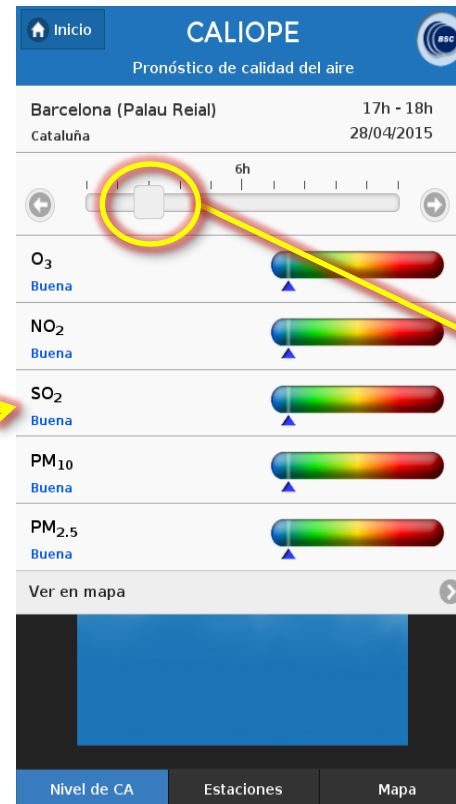 Inicio
CALIOPE
BSC
Pronóstico de calidad del aire
Barcelona (Palau Reial)
17h - 18h
Cataluña
28/04/2015
6h
O₃
Buena
NO₂
Buena
SO₂
Buena
PM₁₀
Buena
PM₂.₅
Buena
Ver en mapa
Nivel de CA
Estaciones
Mapa